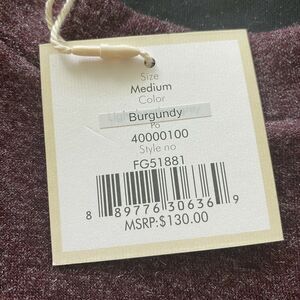 Size
Medium
Color
Burgundy
Po
40000100
Style no
FG51881
8 89776 30636 9
MSRP:$130.00